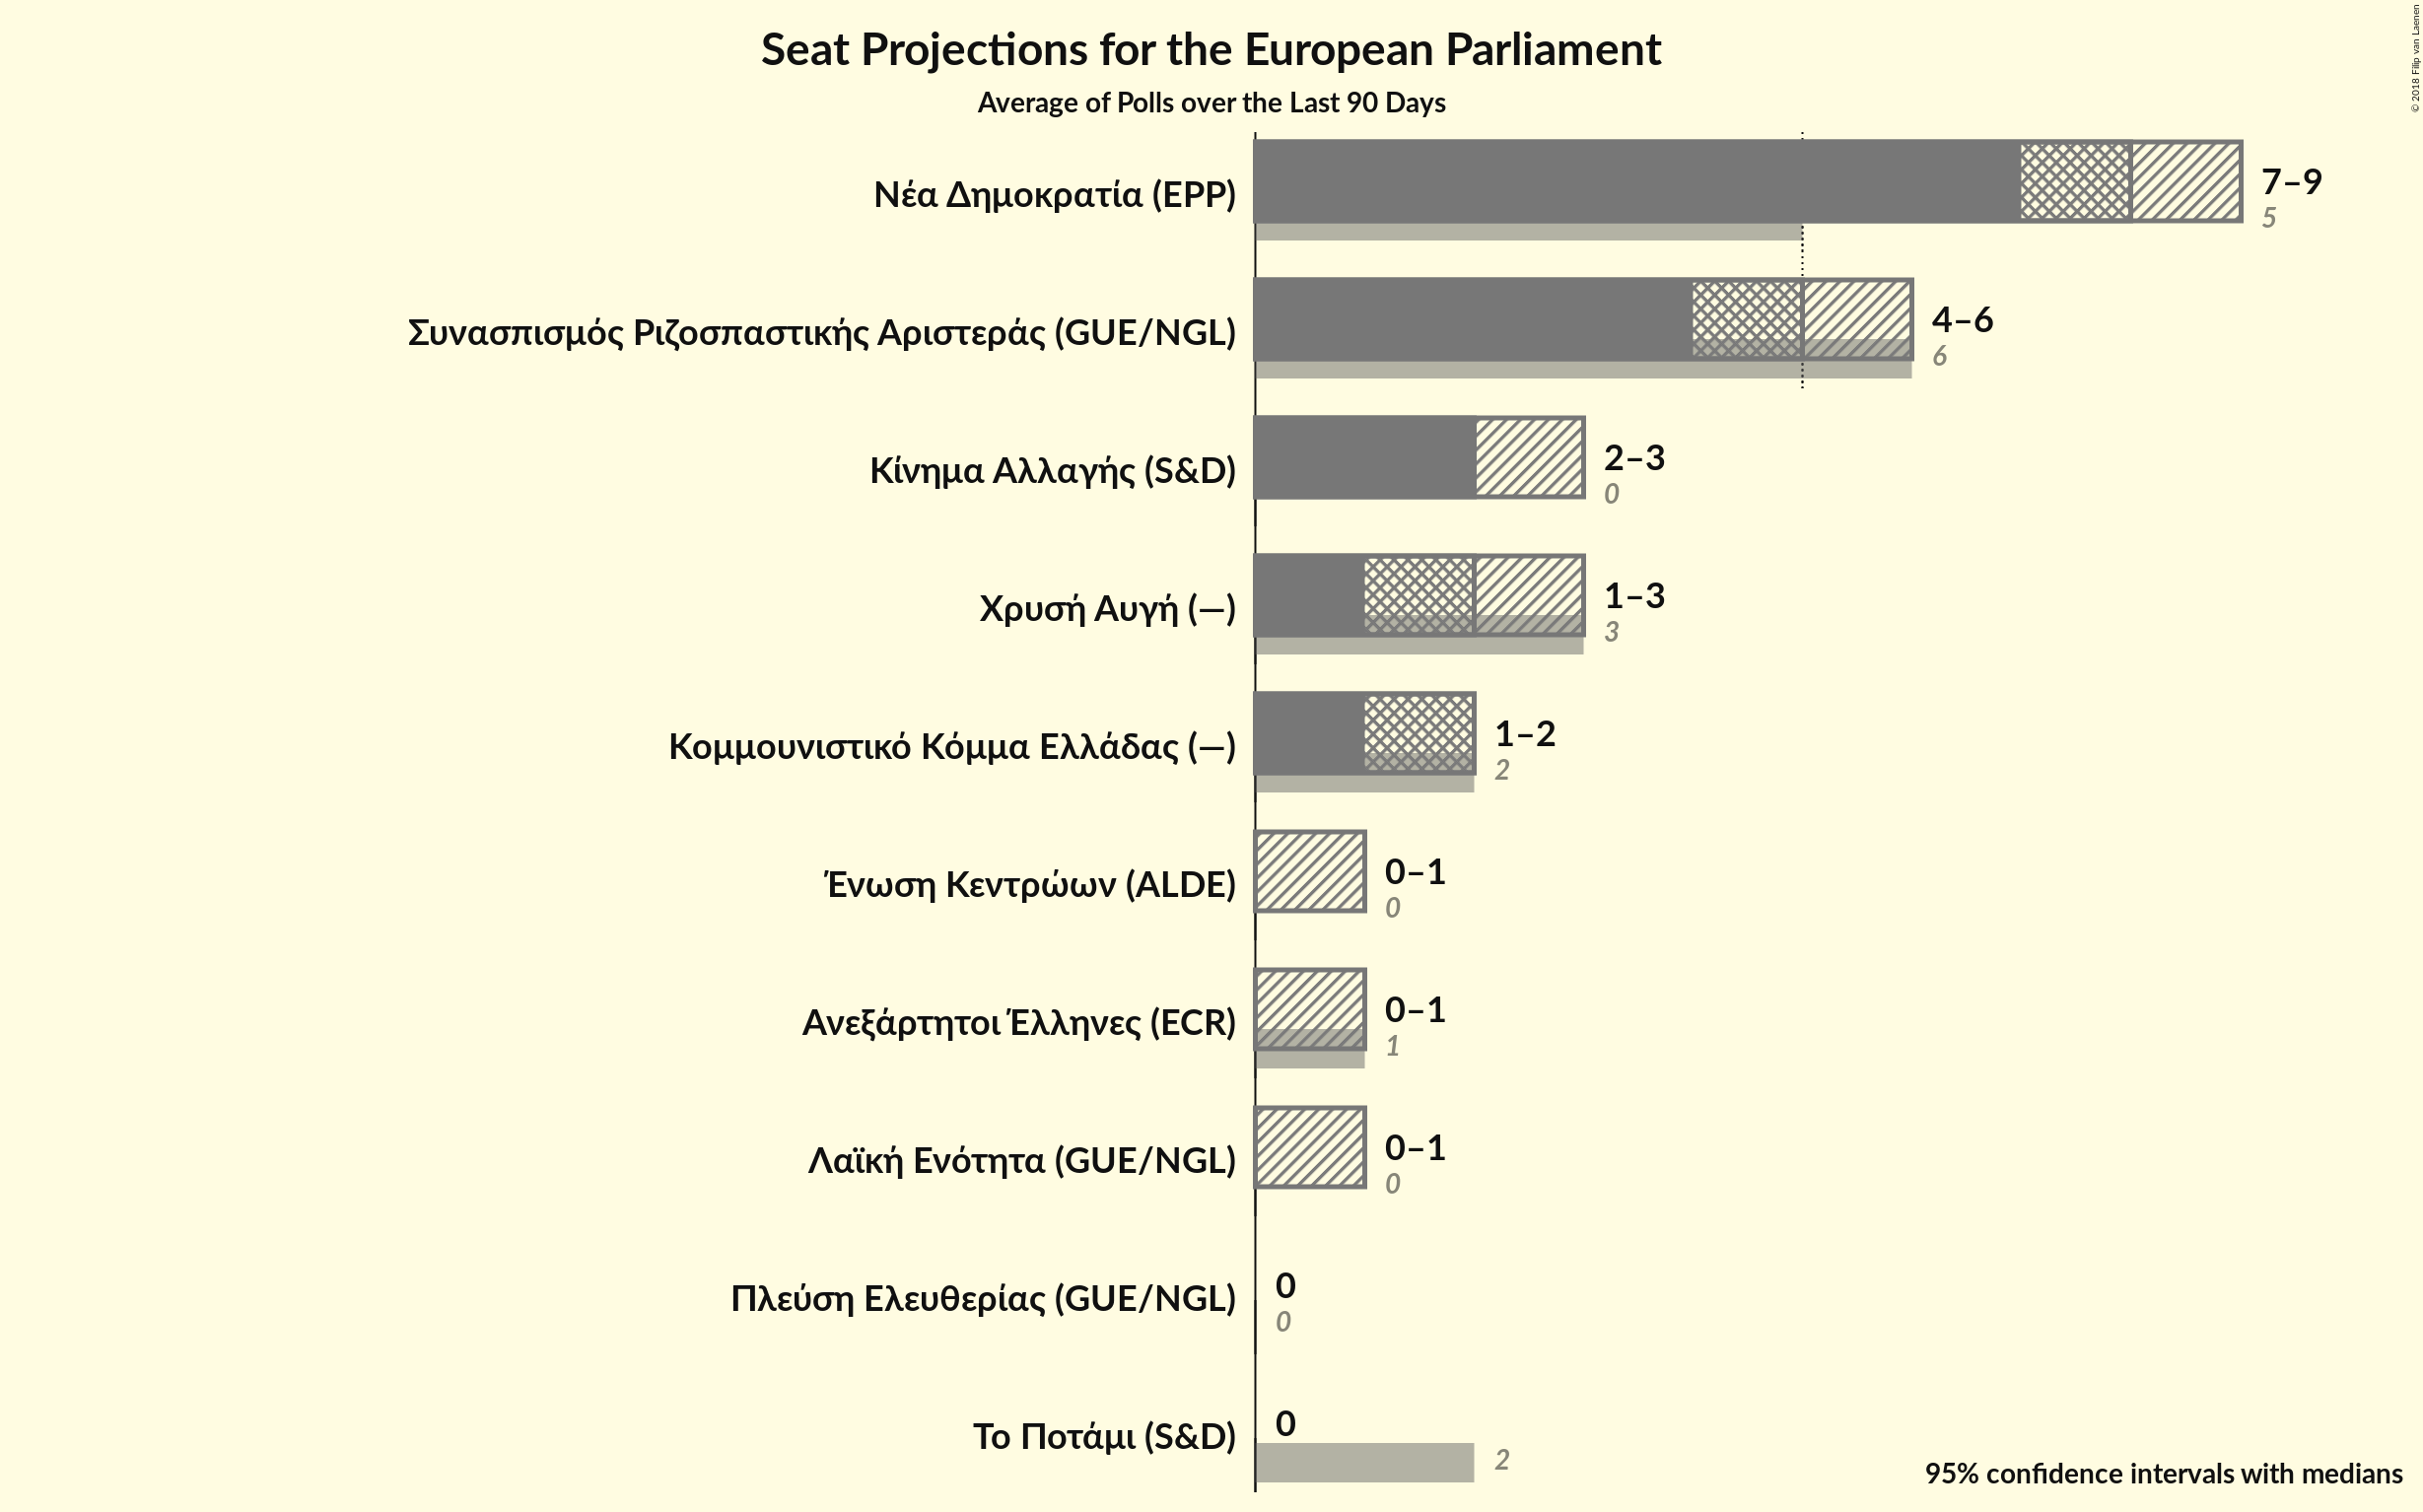 Seat Projections for the European Parliament
Average of Polls over the Last 90 Days
© 2018 Filip van Laenen
Νέα Δημοκρατία (EPP)
7–9
5
Συνασπισμός Ριζοσπαστικής Αριστεράς (GUE/NGL)
4–6
6
Κίνημα Αλλαγής (S&D)
2–3
0
Χρυσή Αυγή (—)
1–3
3
Κομμουνιστικό Κόμμα Ελλάδας (—)
1–2
2
Ένωση Κεντρώων (ALDE)
0–1
0
Ανεξάρτητοι Έλληνες (ECR)
0–1
1
Λαϊκή Ενότητα (GUE/NGL)
0–1
0
Πλεύση Ελευθερίας (GUE/NGL)
0
0
Το Ποτάμι (S&D)
0
2
95% confidence intervals with medians